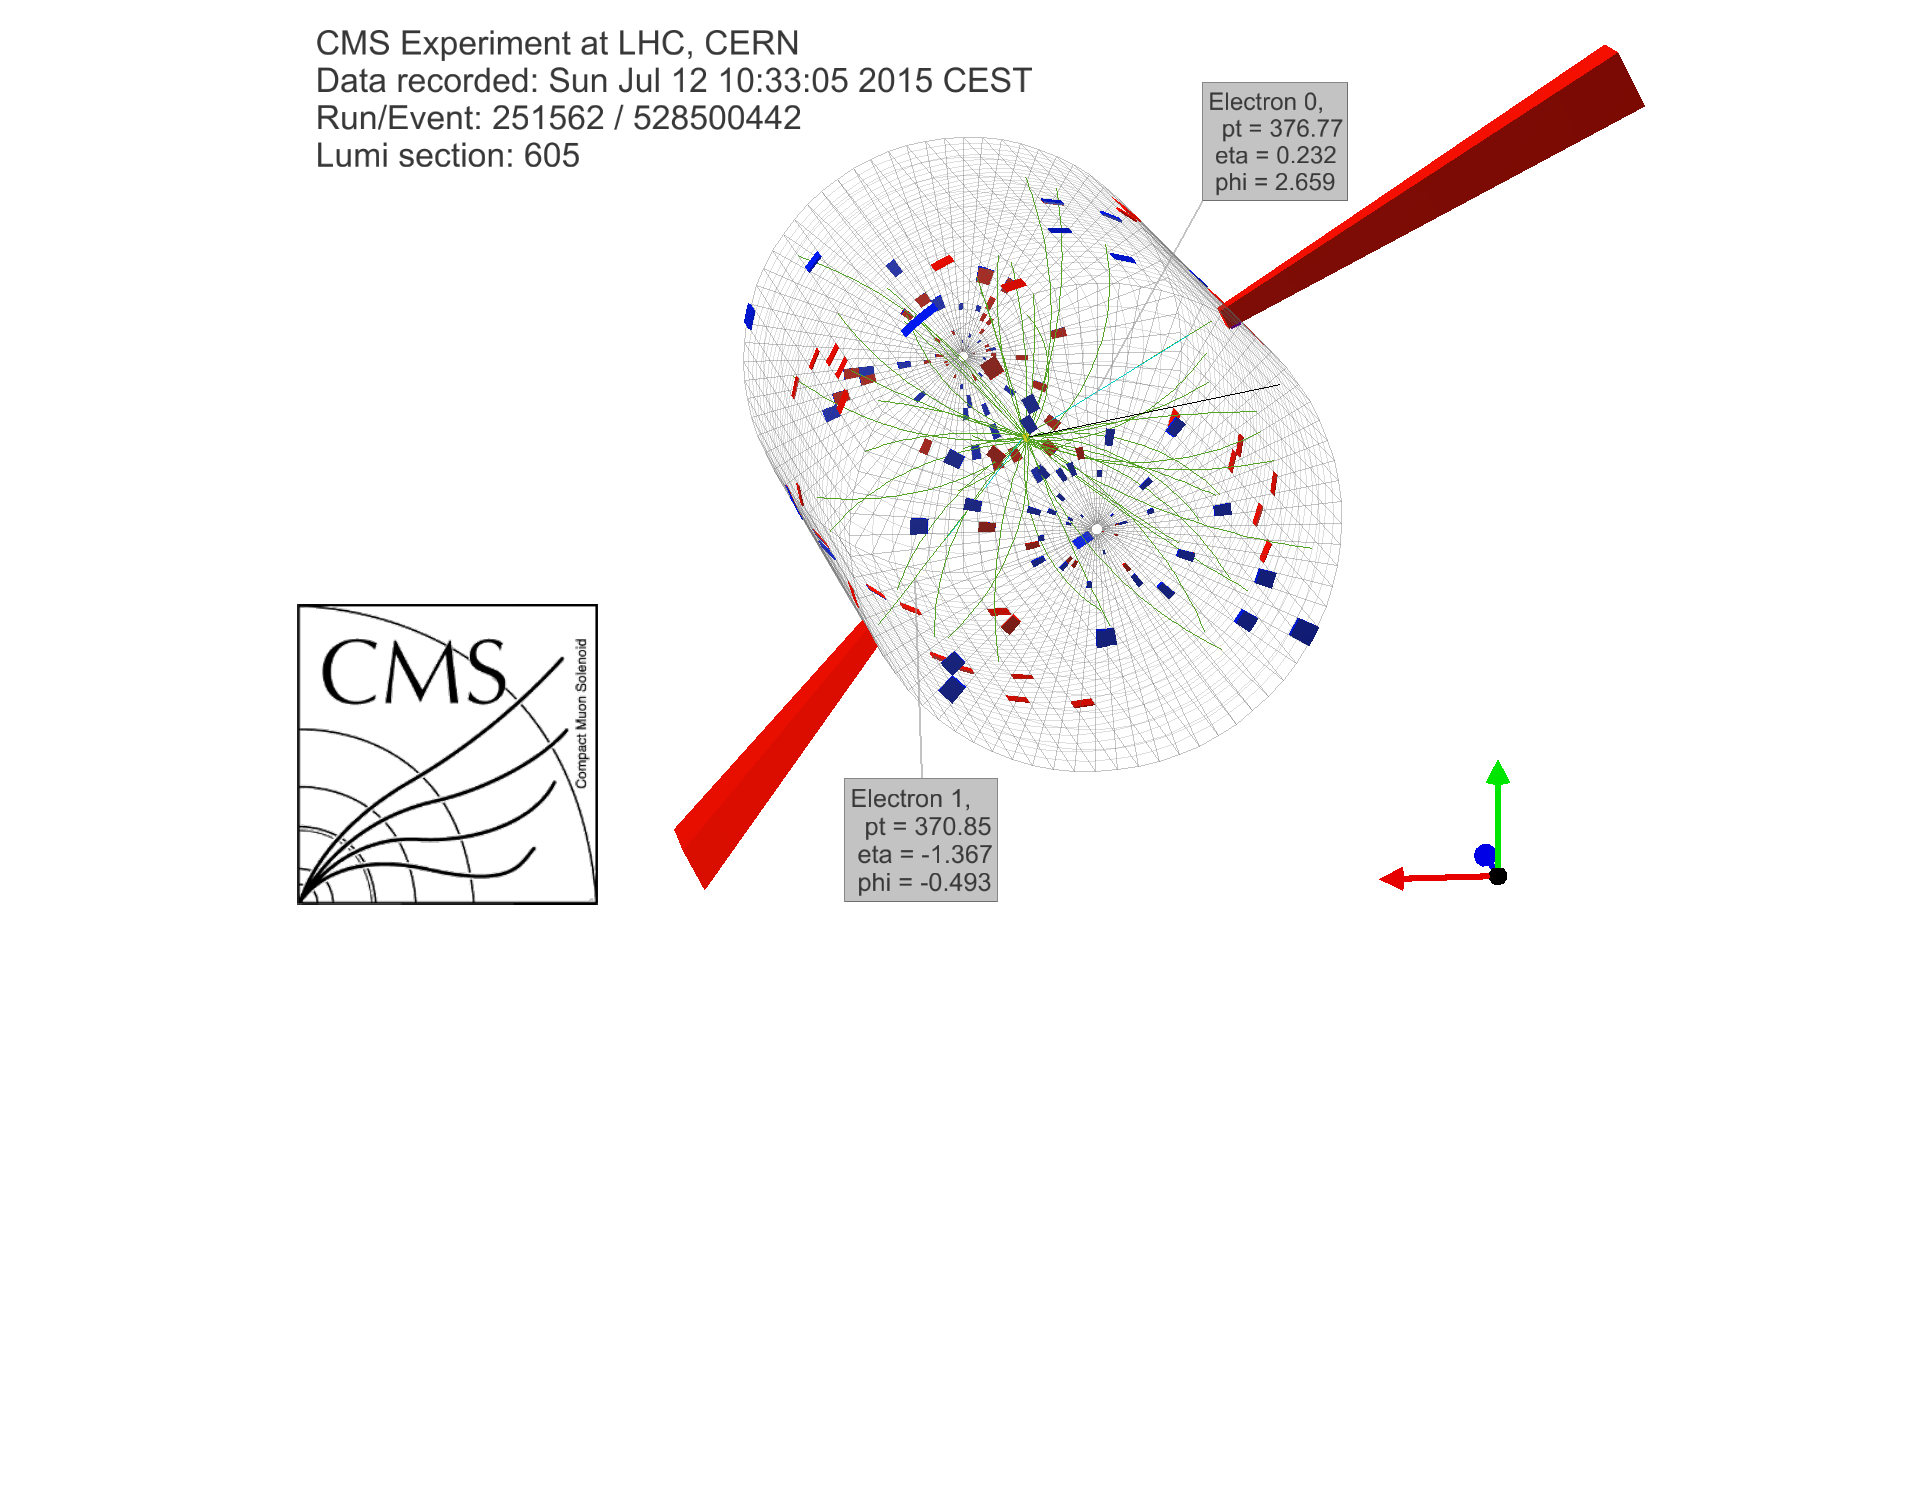 CMS Experiment at LHC, CERN
Data recorded: Sun Jul 12 10:33:05 2015 CEST
Run/Event: 251562 / 528500442
Lumi section: 605
Electron 0,
pt = 376.77
eta = 0.232
phi = 2.659
CMS
Compact Muon Solenoid
Electron 1,
pt = 370.85
eta = -1.367
phi = -0.493